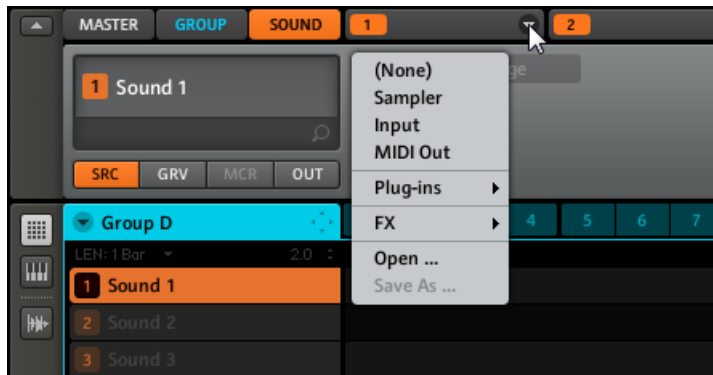 MASTER GROUP SOUND 1 2
1 Sound 1
(None)
Sampler
Input
MIDI Out
Plug-ins
FX
Open ...
Save As ...
SRC GRV MCR OUT
Group D 4 5 6 7
LEN: 1 Bar 2.0
1 Sound 1
2 Sound 2
3 Sound 3